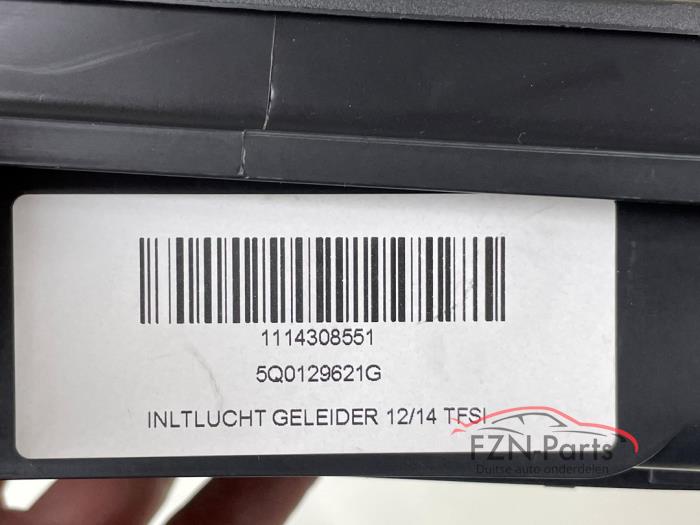 1114308551
5Q0129621G
INLTLUCHT GELEIDER 12/14 TFSI
FZN-Parts
Duitse auto onderdelen